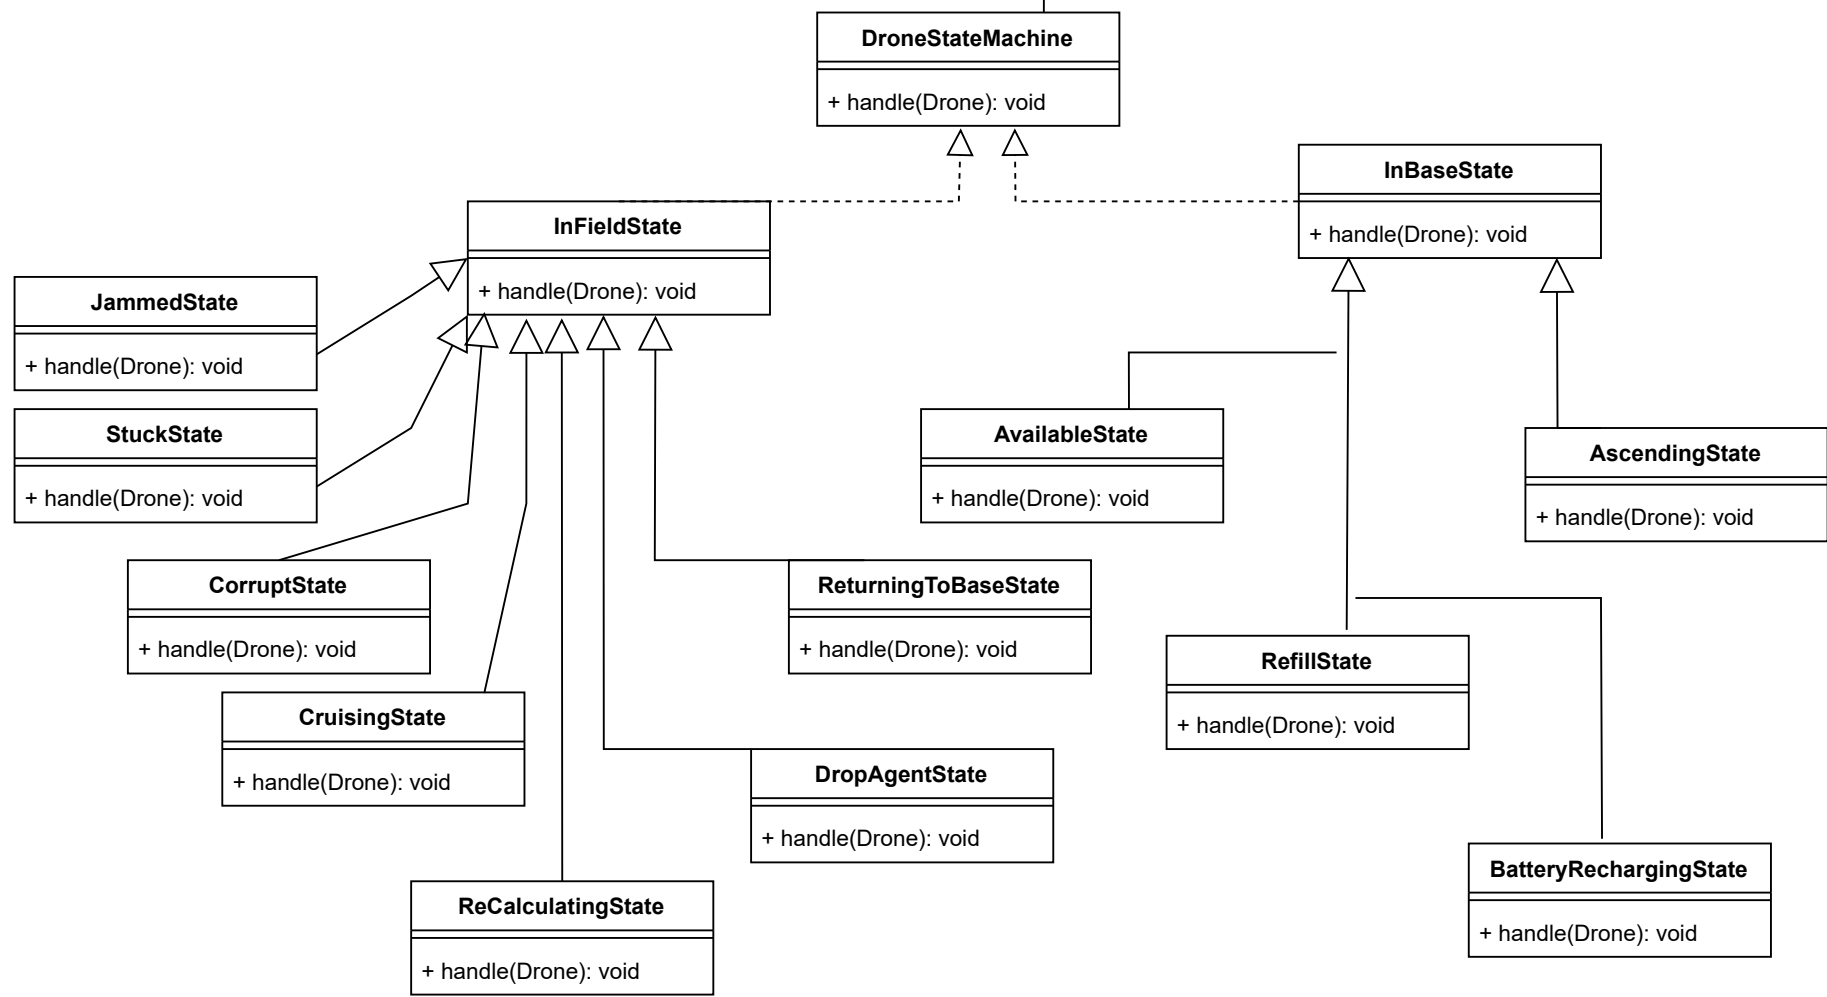 DroneStateMachine
+ handle(Drone): void
InBaseState
+ handle(Drone): void
InFieldState
+ handle(Drone): void
JammedState
+ handle(Drone): void
StuckState
+ handle(Drone): void
AvailableState
+ handle(Drone): void
AscendingState
+ handle(Drone): void
CorruptState
+ handle(Drone): void
ReturningToBaseState
+ handle(Drone): void
RefillState
+ handle(Drone): void
CruisingState
+ handle(Drone): void
DropAgentState
+ handle(Drone): void
BatteryRechargingState
+ handle(Drone): void
ReCalculatingState
+ handle(Drone): void